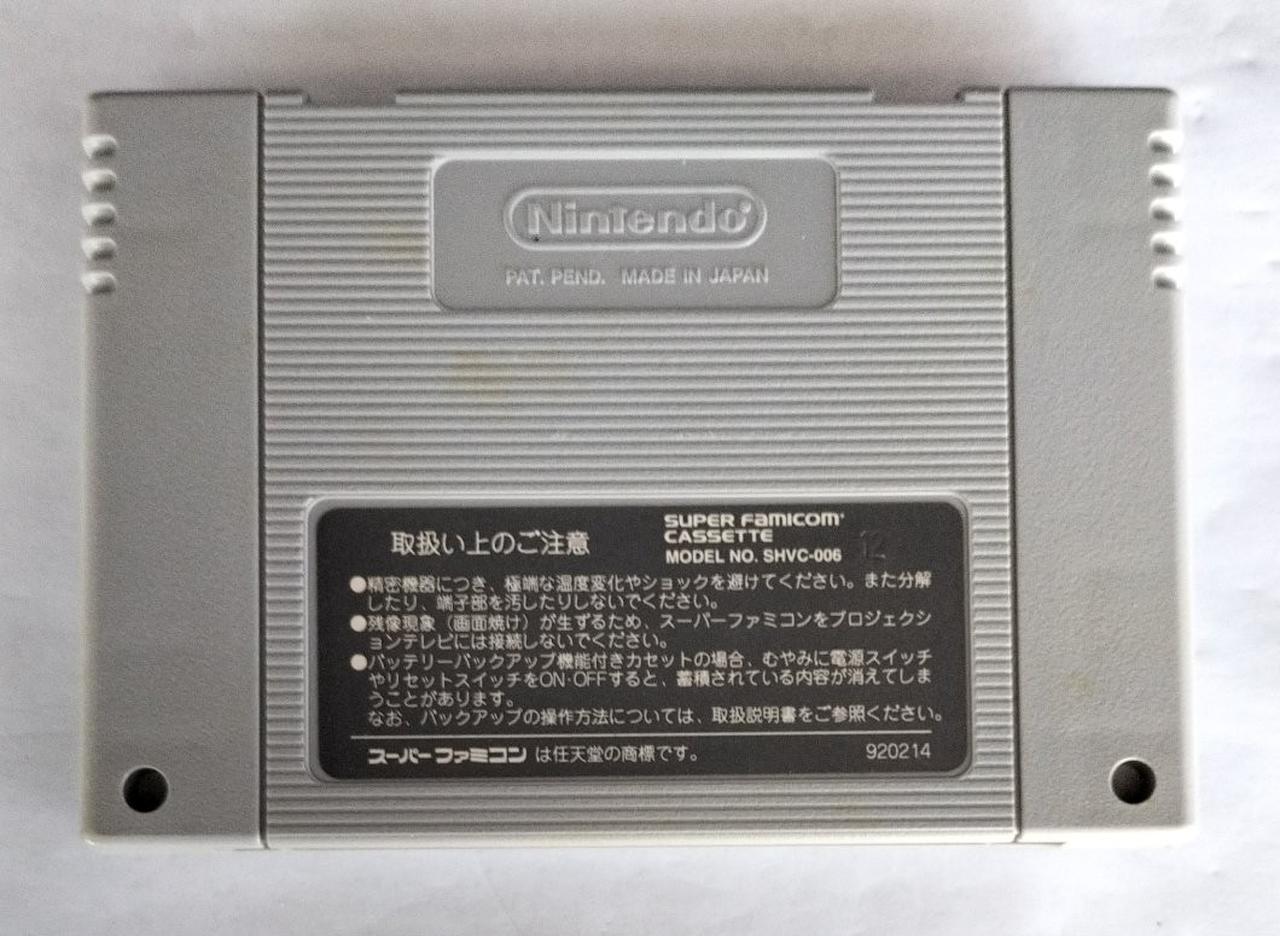 Nintendo
PAT. PEND. MADE IN JAPAN
取扱い上のご注意
SUPER FAMICOM
CASSETTE
MODEL NO. SHVC-006
12
●精密機器につき、極端な温度変化やショックを避けてください。また分解
したり、端子部を汚したりしないでください。
●残像現象（画面焼け）が生ずるため、スーパーファミコンをプロジェクシ
ョンテレビには接続しないでください。
●バッテリーバックアップ機能付きカセットの場合、むやみに電源スイッチ
やリセットスイッチをON·OFFすると、蓄積されている内容が消えてしま
うことがあります。
なお、バックアップの操作方法については、取扱説明書をご参照ください。
スーパーファミコン は任天堂の商標です。
920214